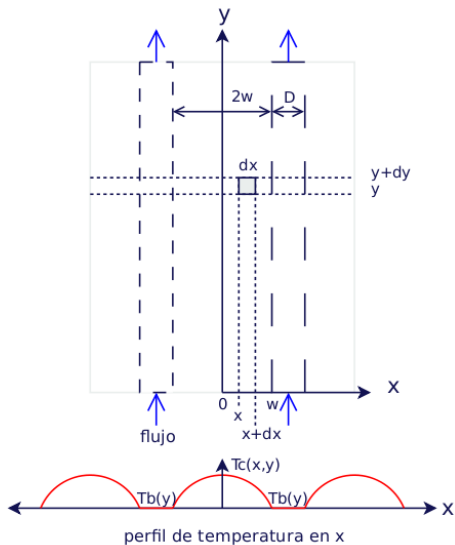 y
2w
D
dx
y+dy
y
x
0
w
x
x+dx
flujo
Tc(x,y)
Tb(y)
Tb(y)
x
perfil de temperatura en x